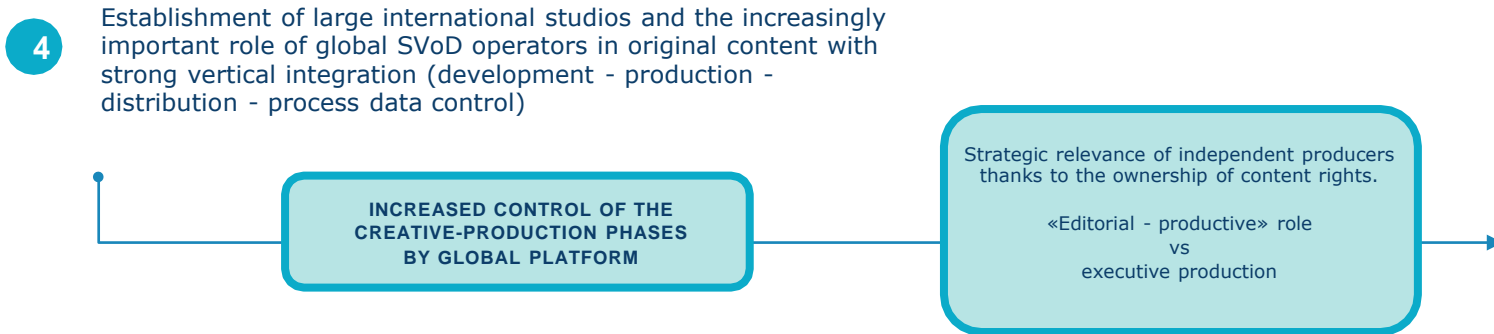 4
Establishment of large international studios and the increasingly
important role of global SVoD operators in original content with
strong vertical integration (development - production -
distribution - process data control)
INCREASED CONTROL OF THE
CREATIVE-PRODUCTION PHASES
BY GLOBAL PLATFORM
Strategic relevance of independent producers
thanks to the ownership of content rights.
«Editorial - productive» role
vs
executive production